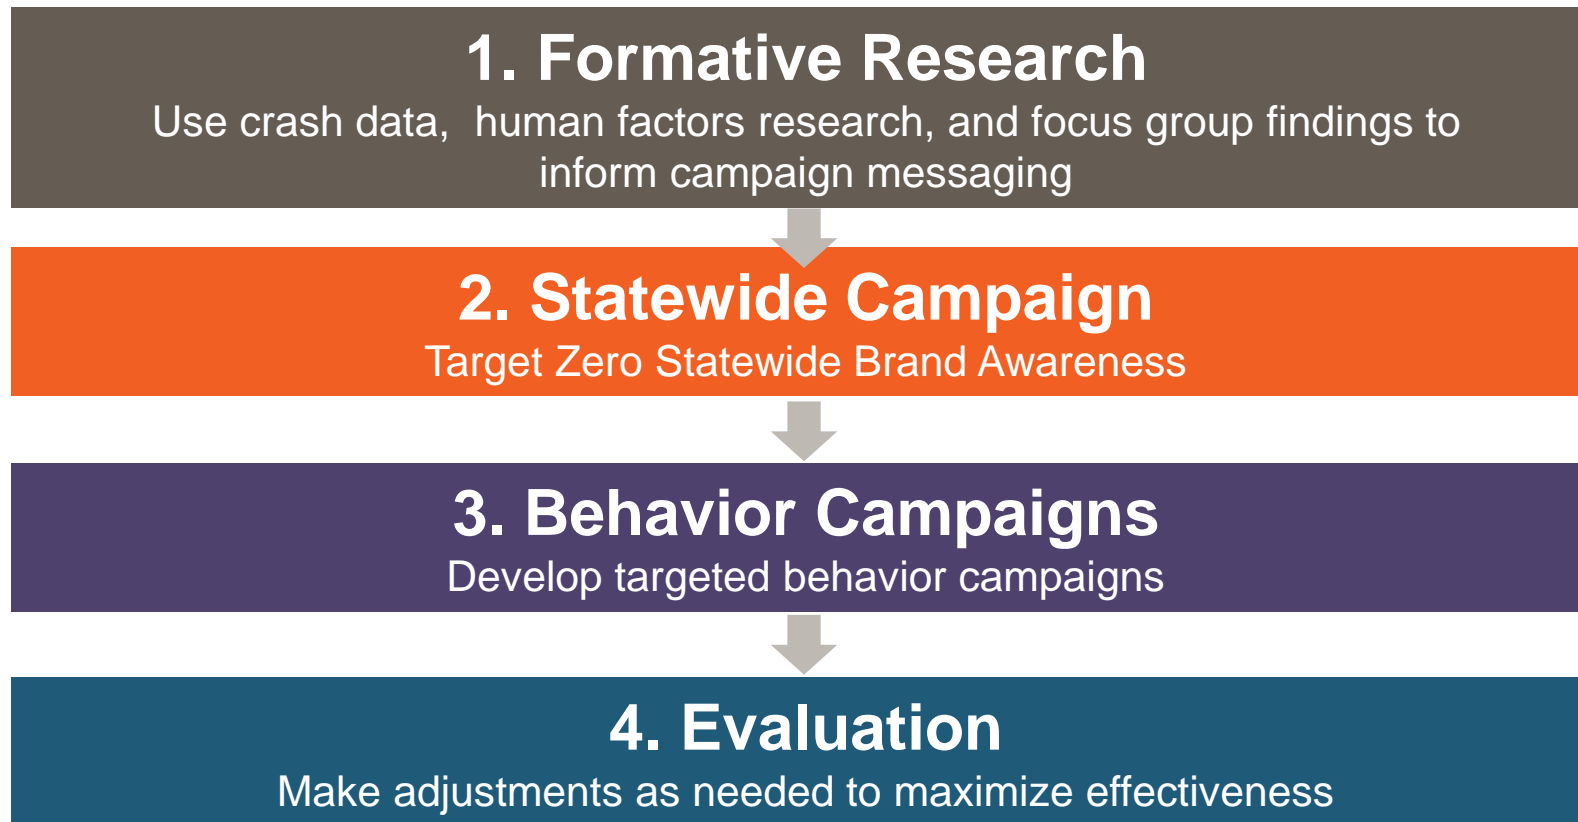 1. Formative Research
Use crash data, human factors research, and focus group findings to
inform campaign messaging
2. Statewide Campaign
Target Zero Statewide Brand Awareness
3. Behavior Campaigns
Develop targeted behavior campaigns
4. Evaluation
Make adjustments as needed to maximize effectiveness